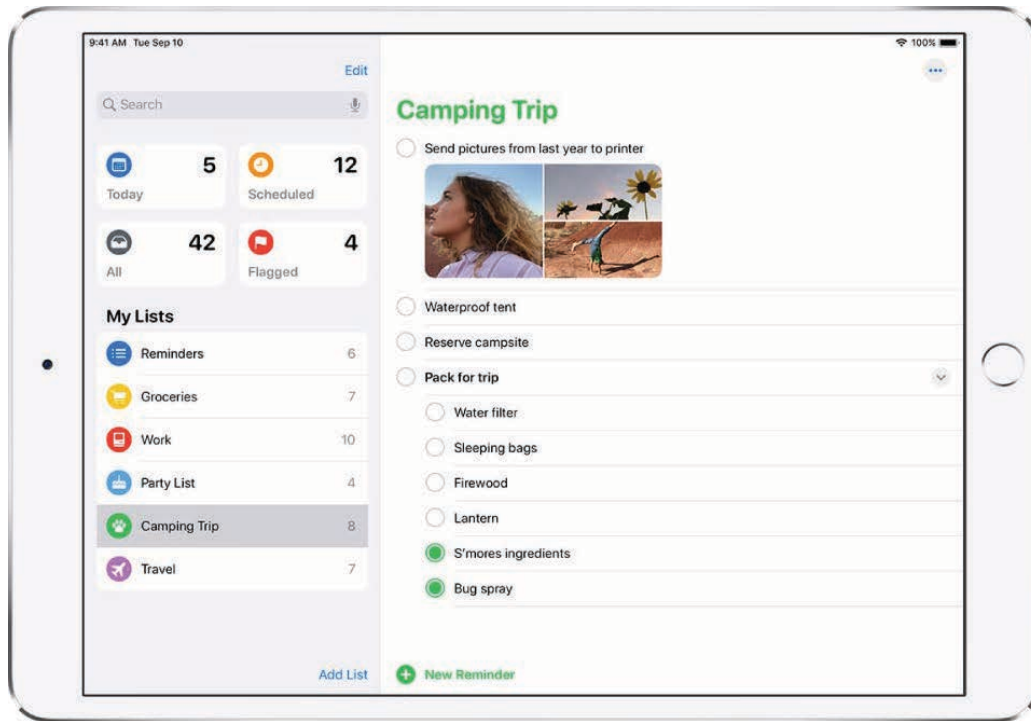 9:41 AM Tue Sep 10
100%
Edit
Search
5
12
Today
Scheduled
42
4
All
Flagged
My Lists
Reminders 6
Groceries 7
Work 10
Party List 4
Camping Trip 8
Travel 7
Add List
Camping Trip
Send pictures from last year to printer
Waterproof tent
Reserve campsite
Pack for trip
Water filter
Sleeping bags
Firewood
Lantern
S'mores ingredients
Bug spray
New Reminder